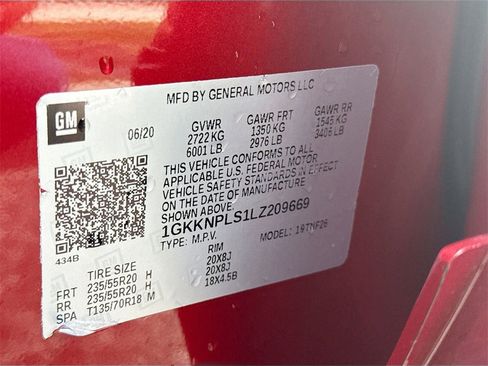 MFD BY GENERAL MOTORS LLC
GM
06/20 GVWR GAWR FRT GAWR RR
2722 KG 1350 KG 1545 KG
6001 LB 2976 LB 3406 LB
THIS VEHICLE CONFORMS TO ALL
APPLICABLE U.S. FEDERAL MOTOR
VEHICLE SAFETY STANDARDS IN EFFECT
ON THE DATE OF MANUFACTURE
1GKKNPLS1LZ209669
TYPE: M.P.V. MODEL: 19TNF26
434B
TIRE SIZE RIM
FRT 235/55R20 H 20X8J
RR 235/55R20 H 20X8J
SPA T135/70R18 M 18X4.5B